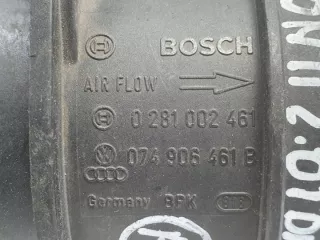 BOSCH
AIR FLOW
0 281 002 461
074 906 461 B
Germany BPK